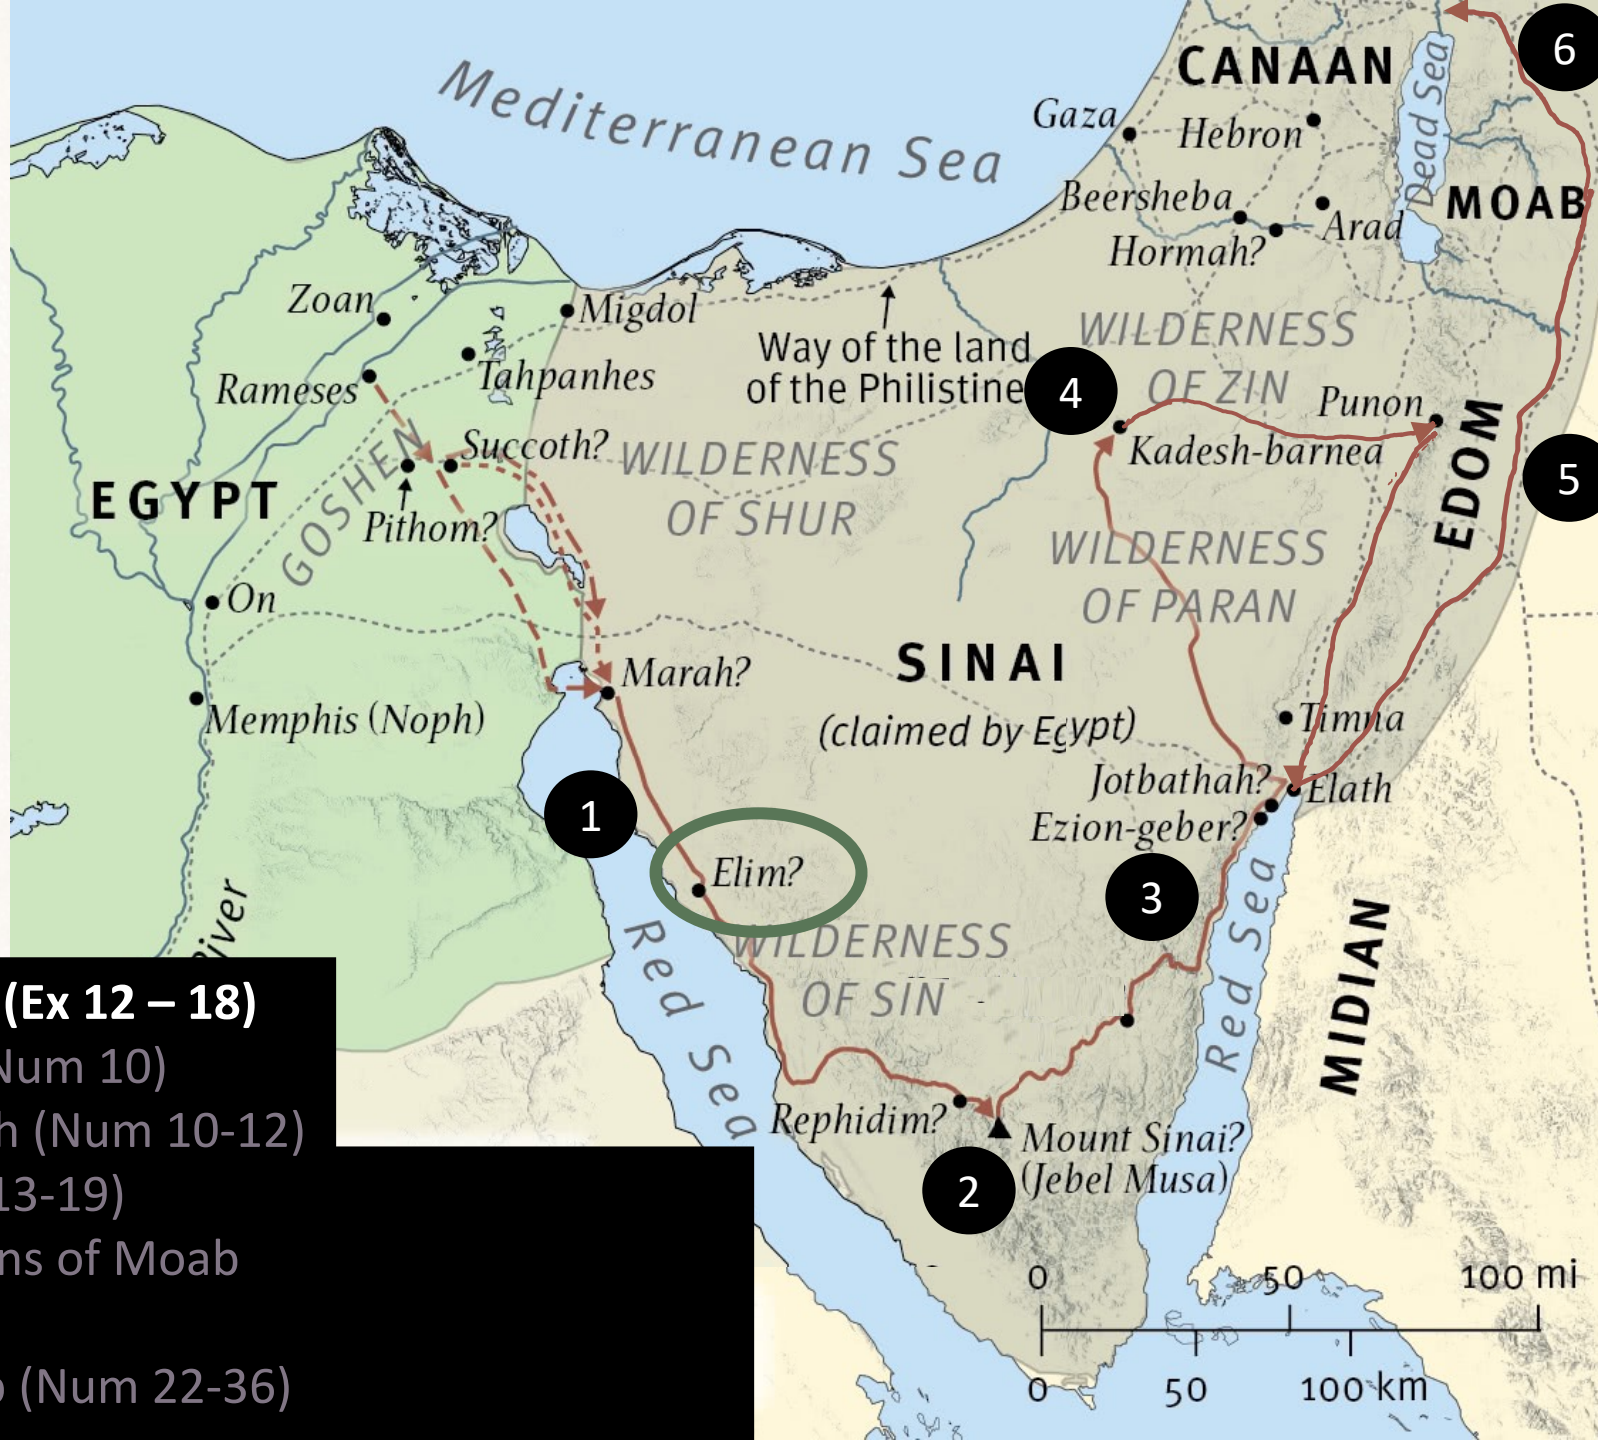 Mediterranean Sea
CANAAN
6
Gaza
Hebron
Dead Sea
Beersheba
MOAB
Arad
Hormah?
Zoan
Migdol
WILDERNESS
OF ZIN
Way of the land
of the Philistine
Tahpanhes
Rameses
4
Punon
Succoth?
Kadesh-barnea
WILDERNESS
OF SHUR
EDOM
5
EGYPT
GOSHEN
Pithom?
WILDERNESS
OF PARAN
On
SINAI
(claimed by Egypt)
Marah?
Memphis (Noph)
Timna
Jotbathah?
Elath
Ezion-geber?
1
Elim?
3
River
Red Sea
WILDERNESS
OF SIN
Red Sea
MIDIAN
Rephidim?
Mount Sinai?
(Jebel Musa)
2
(Ex 12 – 18)
Num 10)
(Num 10-12)
13-19)
of Moab
(Num 22-36)
0 50 100 mi
0 50 100 km